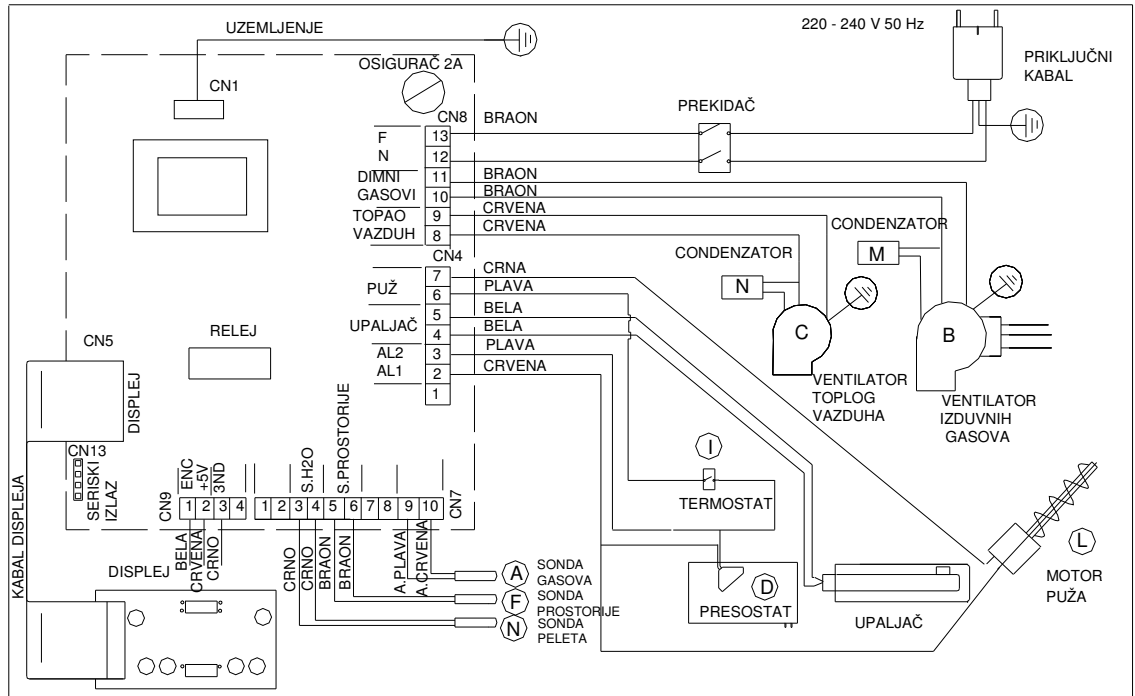 UZEMLJENJE
220 - 240 V 50 Hz
PRIKLJUČNI
KABAL
OSIGURAČ 2A
CN1
PREKIDAČ
CN8
BRAON
F
13
N
12
DIMNI
11
BRAON
GASOVI
10
BRAON
TOPAO
9
CRVENA
VAZDUH
8
CRVENA
CONDENZATOR
M
CONDENZATOR
N
CN4
7
CRNA
PUŽ
6
PLAVA
5
BELA
UPALJAČ
4
BELA
AL2
3
PLAVA
AL1
2
CRVENA
1
C
B
VENTILATOR
TOPLOG
VAZDUHA
VENTILATOR
IZDUVNIH
GASOVA
RELEJ
CN5
DISPLEJ
CN13
SERISKI
IZLAZ
KABAL DISPLEJA
CN9
ENC
+5V
3ND
1 2 3 4
S.H2O
S.PROSTORIJE
1 2 3 4 5 6 7 8 9 10
CN7
BELA
CRVENA
CRNO
CRNO
CRNO
BRAON
BRAON
A.PLAVA
A.CRVENA
DISPLEJ
A
SONDA
GASOVA
F
SONDA
PROSTORIJE
N
SONDA
PELETA
I
TERMOSTAT
D
PRESOSTAT
UPALJAČ
L
MOTOR
PUŽA